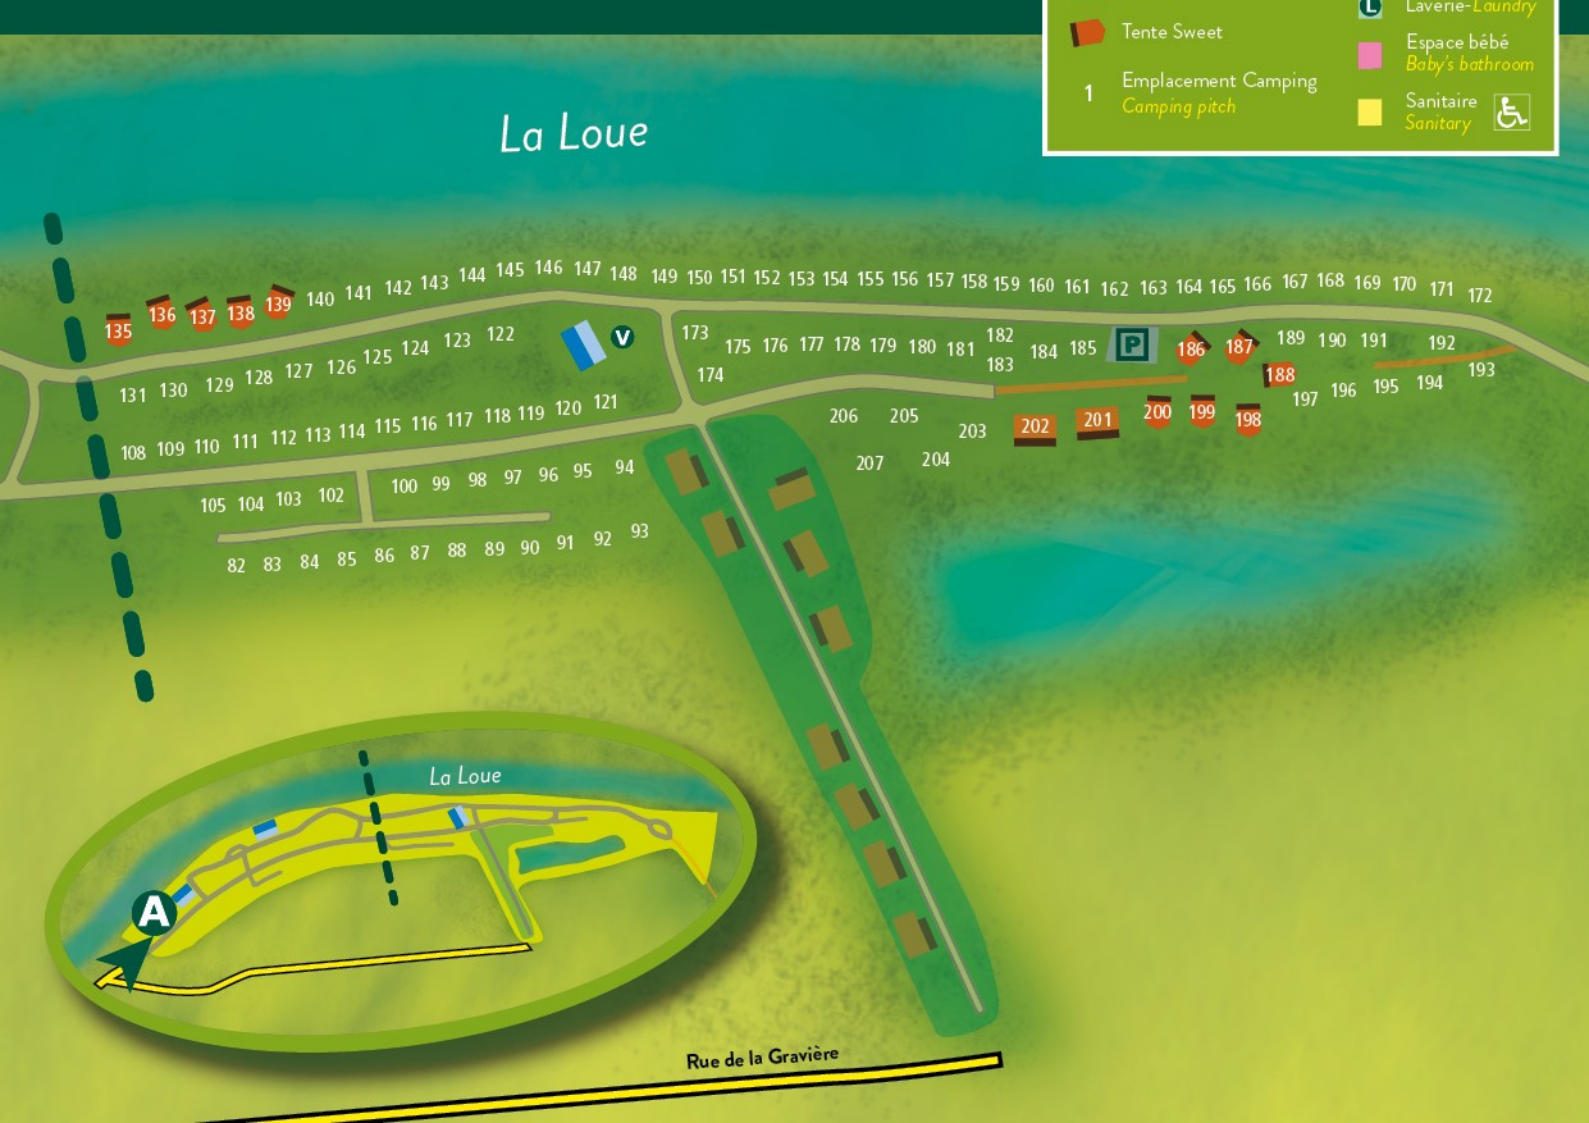 L Laverie-Laundry
Tente Sweet
Espace bébé
Baby's bathroom
1 Emplacement Camping
Camping pitch
Sanitaire
Sanitary
La Loue
135 136 137 138 139 140 141 142 143 144 145 146 147 148 149 150 151 152 153 154 155 156 157 158 159 160 161 162 163 164 165 166 167 168 169 170 171 172
131 130 129 128 127 126 125 124 123 122
V
173
174
175 176 177 178 179 180 181
182
183
184 185
P
186 187
188
189 190 191 192
193
197 196 195 194
108 109 110 111 112 113 114 115 116 117 118 119 120 121
206 205
203
202 201 200 199 198
207 204
105 104 103 102
100 99 98 97 96 95 94
82 83 84 85 86 87 88 89 90 91 92 93
La Loue
A
Rue de la Gravière